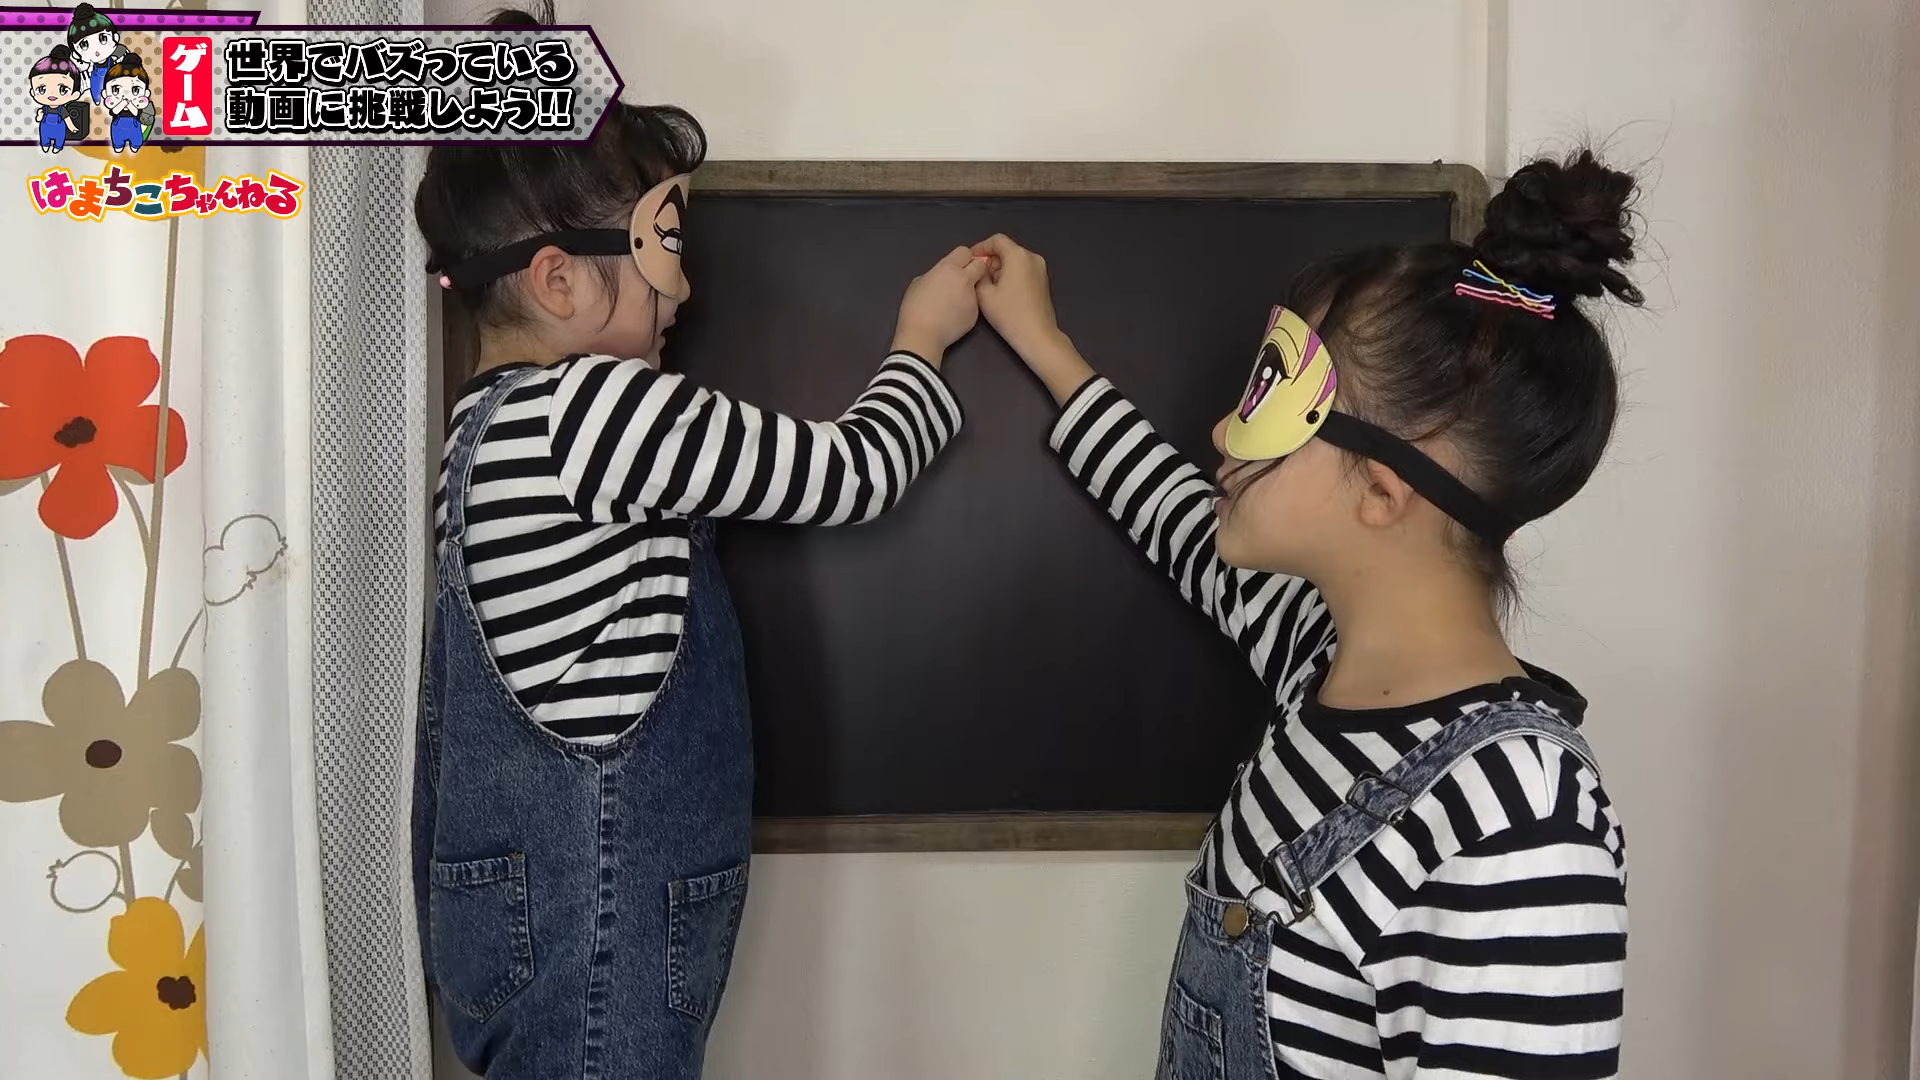 ゲーム
世界でバズっている
動画に挑戦しよう!!
はまちこちゃんねる